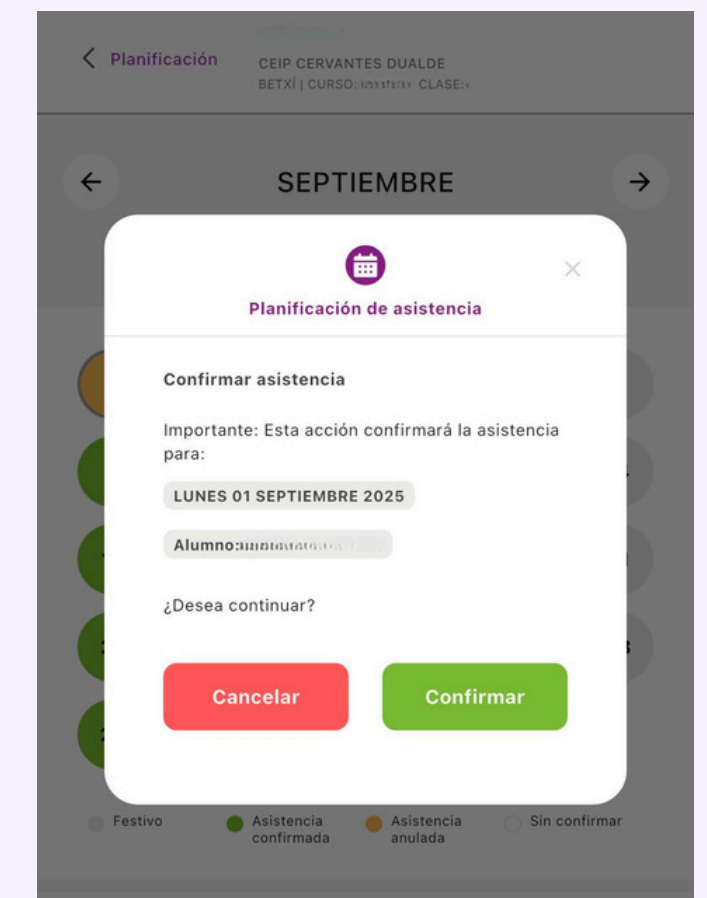 Planificación
CEIP CERVANTES DUALDE
BETXÍ | CURSO: CLASE:
SEPTIEMBRE
Planificación de asistencia
Confirmar asistencia
Importante: Esta acción confirmará la asistencia
para:
LUNES 01 SEPTIEMBRE 2025
Alumno:
¿Desea continuar?
Cancelar
Confirmar
Festivo
Asistencia
confirmada
Asistencia
anulada
Sin confirmar